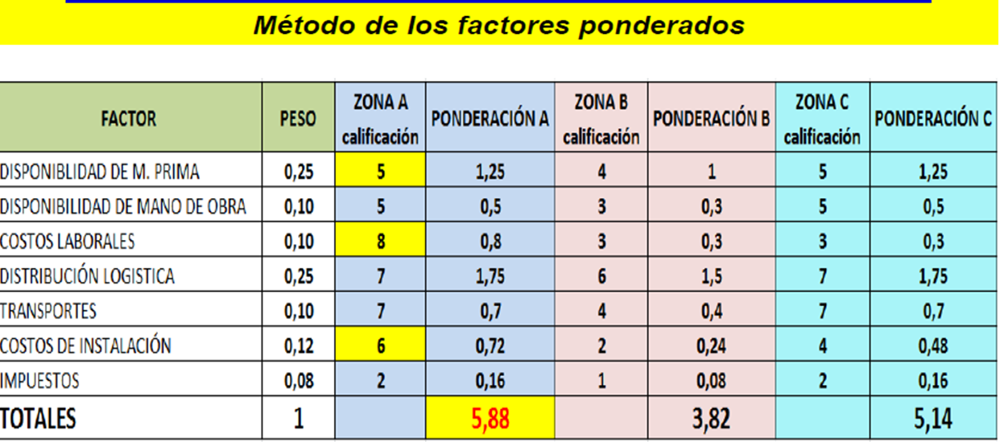 Método de los factores ponderados
FACTOR PESO ZONA A calificación PONDERACIÓN A ZONA B calificación PONDERACIÓN B ZONA C calificación PONDERACIÓN C
DISPONIBLIDAD DE M. PRIMA 0,25 5 1,25 4 1 5 1,25
DISPONIBILIDAD DE MANO DE OBRA 0,10 5 0,5 3 0,3 5 0,5
COSTOS LABORALES 0,10 8 0,8 3 0,3 3 0,3
DISTRIBUCIÓN LOGISTICA 0,25 7 1,75 6 1,5 7 1,75
TRANSPORTES 0,10 7 0,7 4 0,4 7 0,7
COSTOS DE INSTALACIÓN 0,12 6 0,72 2 0,24 4 0,48
IMPUESTOS 0,08 2 0,16 1 0,08 2 0,16
TOTALES 1 5,88 3,82 5,14